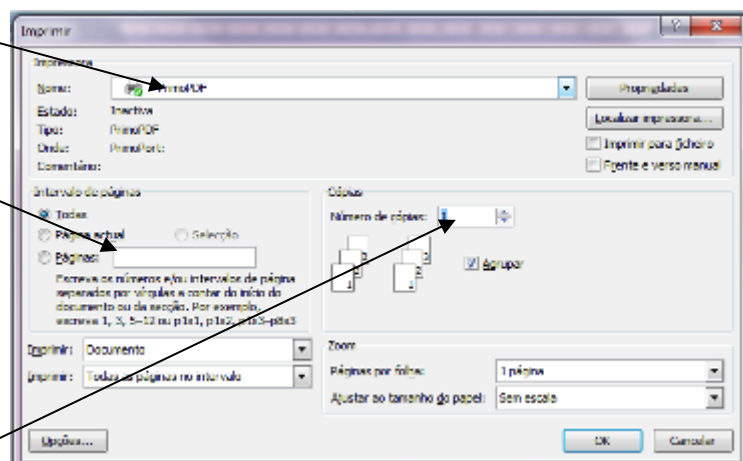 Imprimir
Impressora
Nome: PrimoPDF
Propriedades
Estado: Inactiva
Localizar impressora...
Tipo: PrimoPDF
Onde: PrimoPort:
Imprimir para ficheiro
Comentário:
Frente e verso manual
Intervalo de páginas
Todas
Página actual Selecção
Páginas:
Escreva os números e/ou intervalos de página
separados por vírgulas a contar do início do
documento ou da secção. Por exemplo,
escreva 1, 3, 5-12 ou p1s1, p1s2, p1s3-p8s3
Cópias
Número de cópias: 1
Agrupar
Imprimir: Documento
Imprimir: Todas as páginas no intervalo
Zoom
Páginas por folha: 1 página
Ajustar ao tamanho do papel: Sem escala
Opções...
OK Cancelar